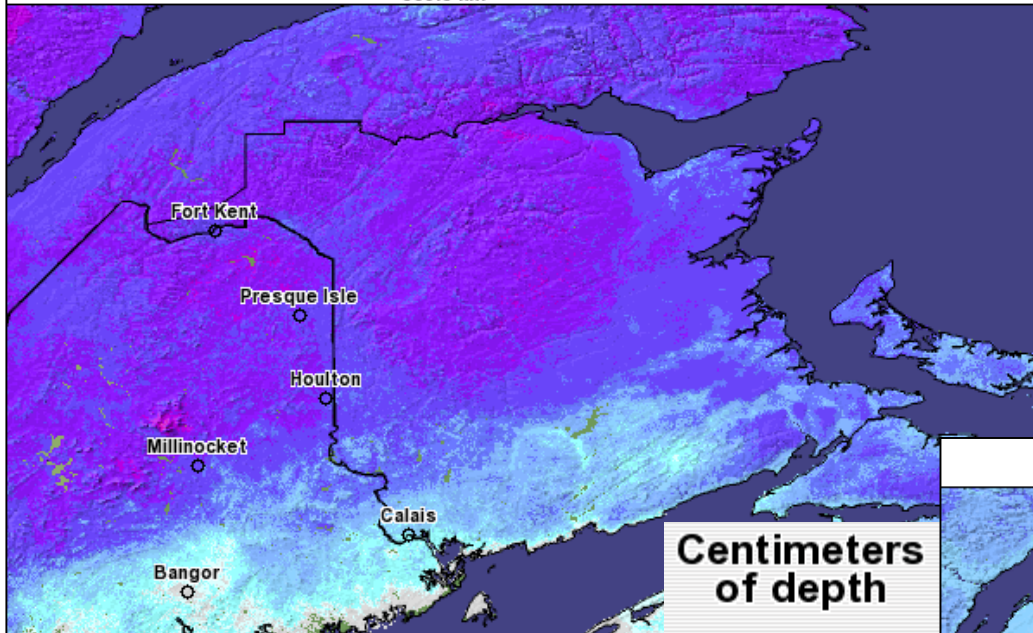 Fort Kent
Presque Isle
Houlton
Millinocket
Calais
Bangor
Centimeters
of depth